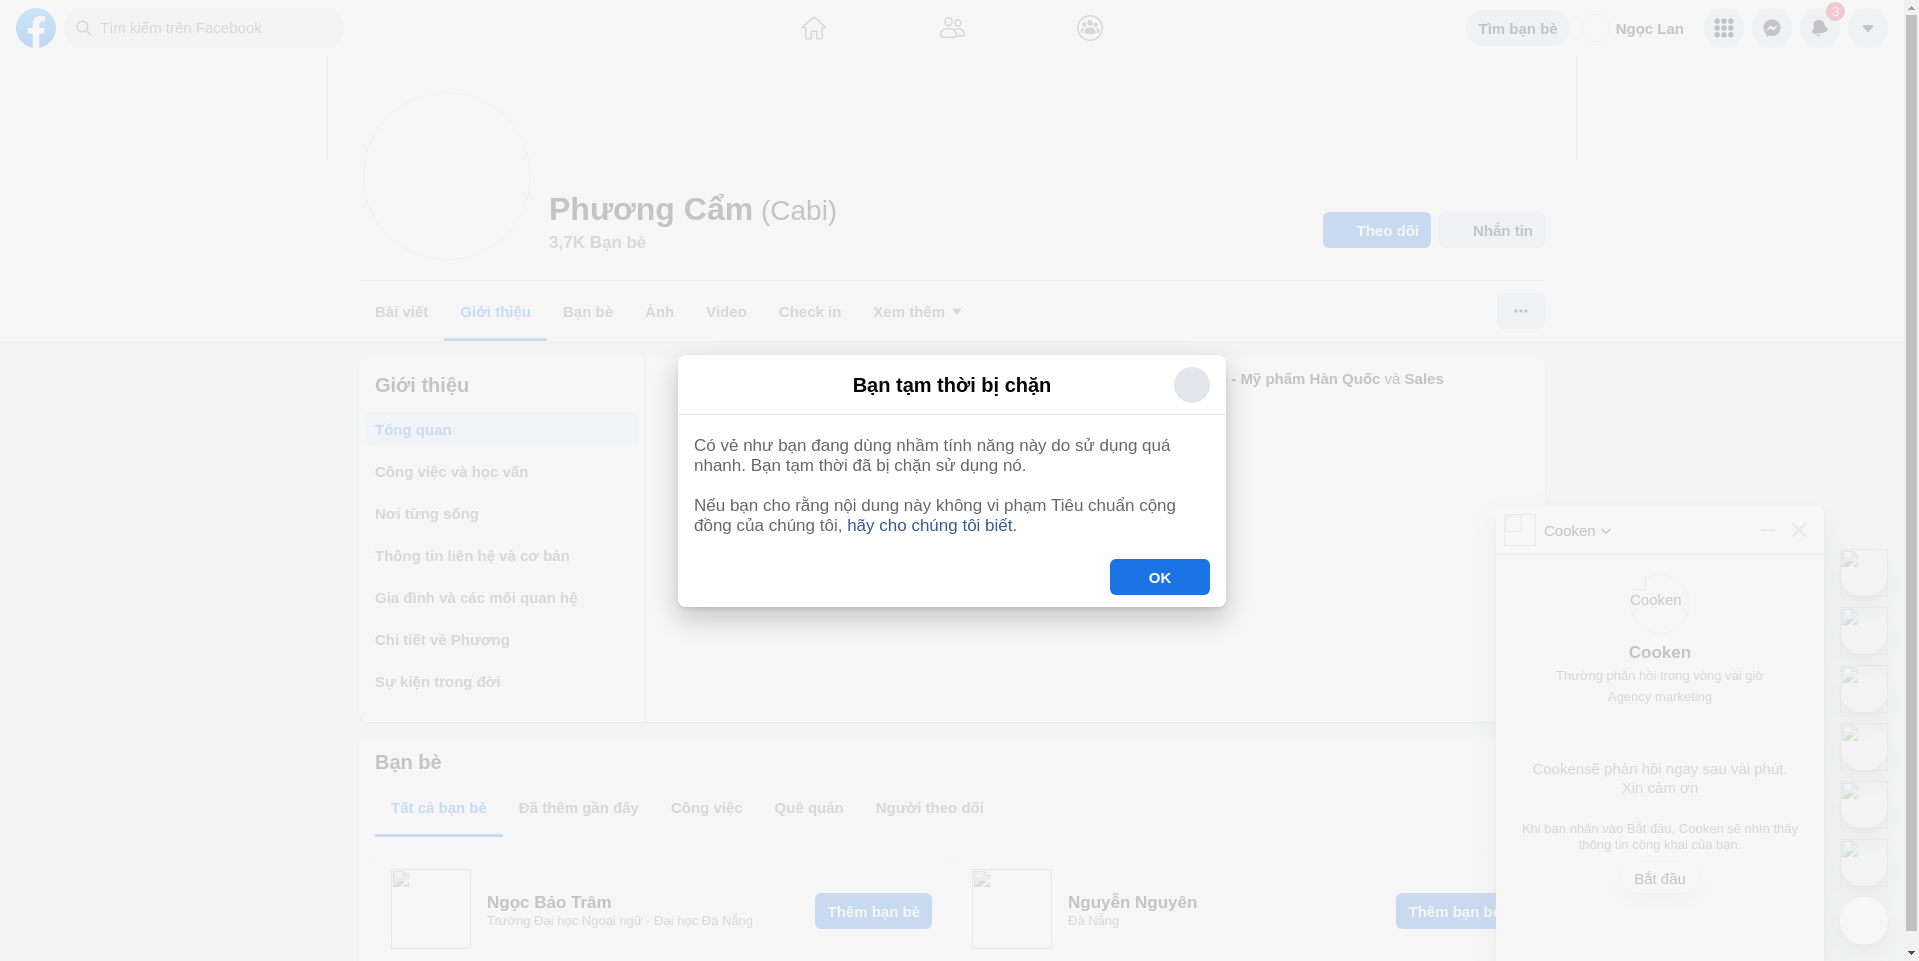 Tìm kiếm trên Facebook
Tìm bạn bè
Ngọc Lan
3
Phương Cẩm (Cabi)
3,7K Bạn bè
Theo dõi
Nhắn tin
Bài viết
Giới thiệu
Bạn bè
Ảnh
Video
Check in
Xem thêm
Giới thiệu
Tổng quan
Công việc và học vấn
Nơi từng sống
Thông tin liên hệ và cơ bản
Gia đình và các mối quan hệ
Chi tiết về Phương
Sự kiện trong đời
- Mỹ phẩm Hàn Quốc và Sales
Bạn tạm thời bị chặn
Có vẻ như bạn đang dùng nhầm tính năng này do sử dụng quá
nhanh. Bạn tạm thời đã bị chặn sử dụng nó.
Nếu bạn cho rằng nội dung này không vi phạm Tiêu chuẩn cộng
đồng của chúng tôi, hãy cho chúng tôi biết.
OK
Bạn bè
Tất cả bạn bè
Đã thêm gần đây
Công việc
Quê quán
Người theo dõi
Ngọc Bảo Trâm
Trường Đại học Ngoại ngữ - Đại học Đà Nẵng
Thêm bạn bè
Nguyễn Nguyên
Đà Nẵng
Thêm bạn bè
Cooken
Cooken
Cooken
Thường phản hồi trong vòng vài giờ
Agency marketing
Cookensẽ phản hồi ngay sau vài phút.
Xin cảm ơn
Khi bạn nhấn vào Bắt đầu, Cooken sẽ nhìn thấy
thông tin công khai của bạn.
Bắt đầu